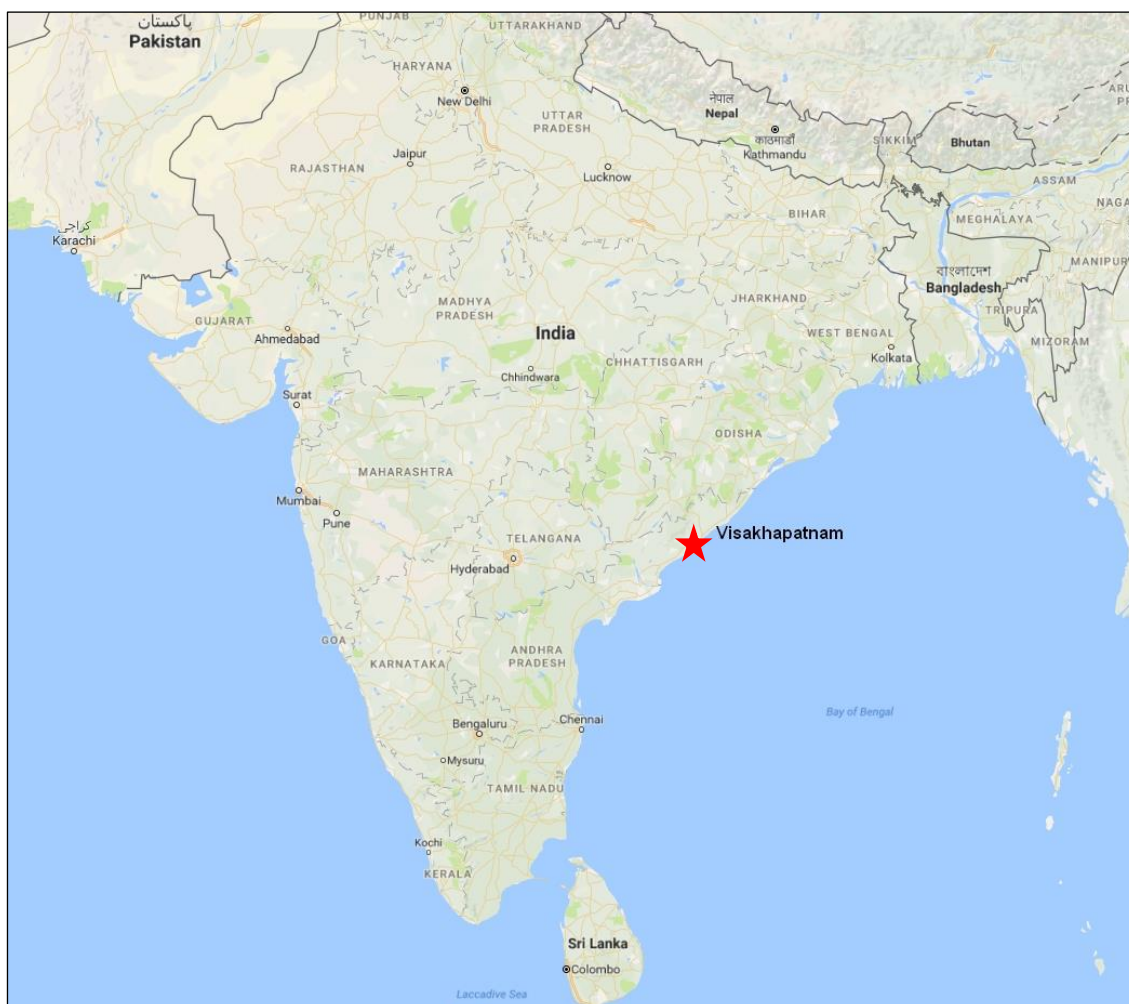 PUNJAB
UTTARAKHAND
پاکستان
Pakistan
HARYANA
New Delhi
नेपाल
Nepal
UTTAR
PRADESH
काठमाडौं
Kathmandu
SIKKIM
Bhutan
ASSAM
RAJASTHAN
Jaipur
Lucknow
BIHAR
MEGHALAYA
كراچی
Karachi
MANIPUR
বাংলাদেশ
Bangladesh
MADHYA
PRADESH
JHARKHAND
TRIPURA
GUJARAT
Ahmedabad
India
WEST BENGAL
MIZORAM
Kolkata
CHHATTISGARH
Chhindwara
Surat
ODISHA
MAHARASHTRA
Mumbai
Pune
Visakhapatnam
TELANGANA
Hyderabad
GOA
ANDHRA
PRADESH
KARNATAKA
Bay of Bengal
Bengaluru
Chennai
Mysuru
TAMIL NADU
Kochi
KERALA
Sri Lanka
Colombo
Laccadive Sea